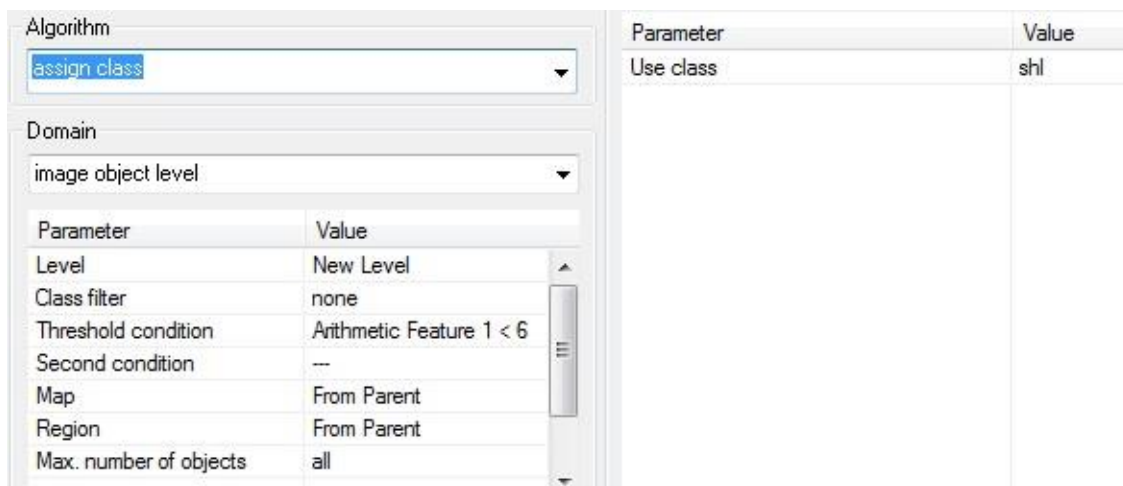 Algorithm
assign class
Domain
image object level
Parameter Value
Level New Level
Class filter none
Threshold condition Arithmetic Feature 1 < 6
Second condition ---
Map From Parent
Region From Parent
Max. number of objects all
Parameter Value
Use class shl